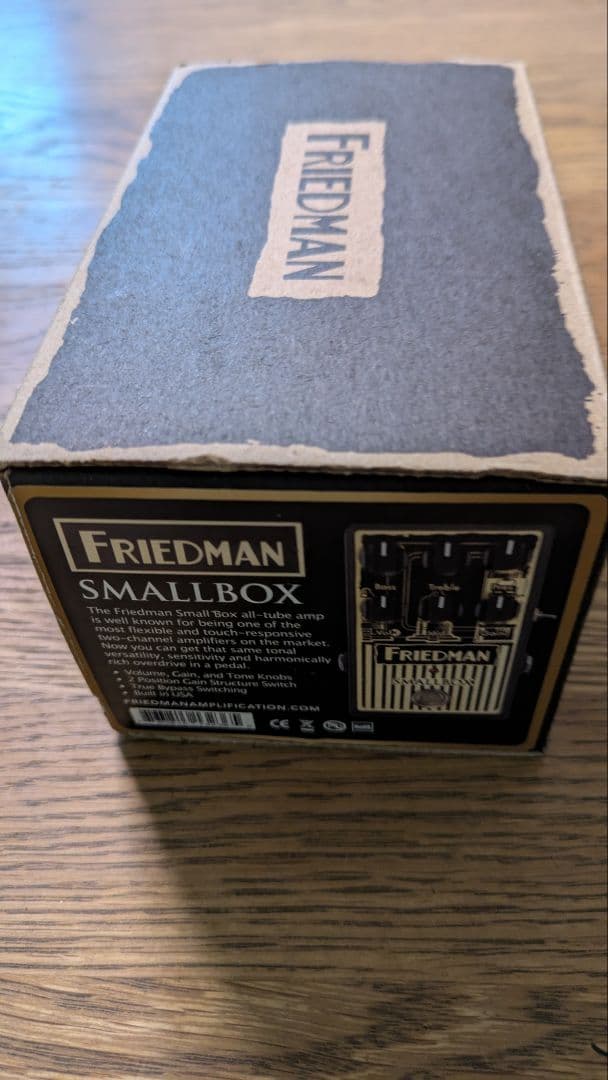 FRIEDMAN
FRIEDMAN
SMALLBOX
The Friedman Small Box all-tube amp
is well known for being one of the
most flexible and touch-responsive
two-channel amplifiers on the market.
Now you can get that same tonal
versatility, sensitivity and harmonically
rich overdrive in a pedal.
• Volume, Gain, and Tone Knobs
• 2 Position Gain Structure Switch
• True Bypass Switching
• Built in USA
FRIEDMANAMPLIFICATION.COM
CE
Bass Treble
FRIEDMAN
SMALLBOX